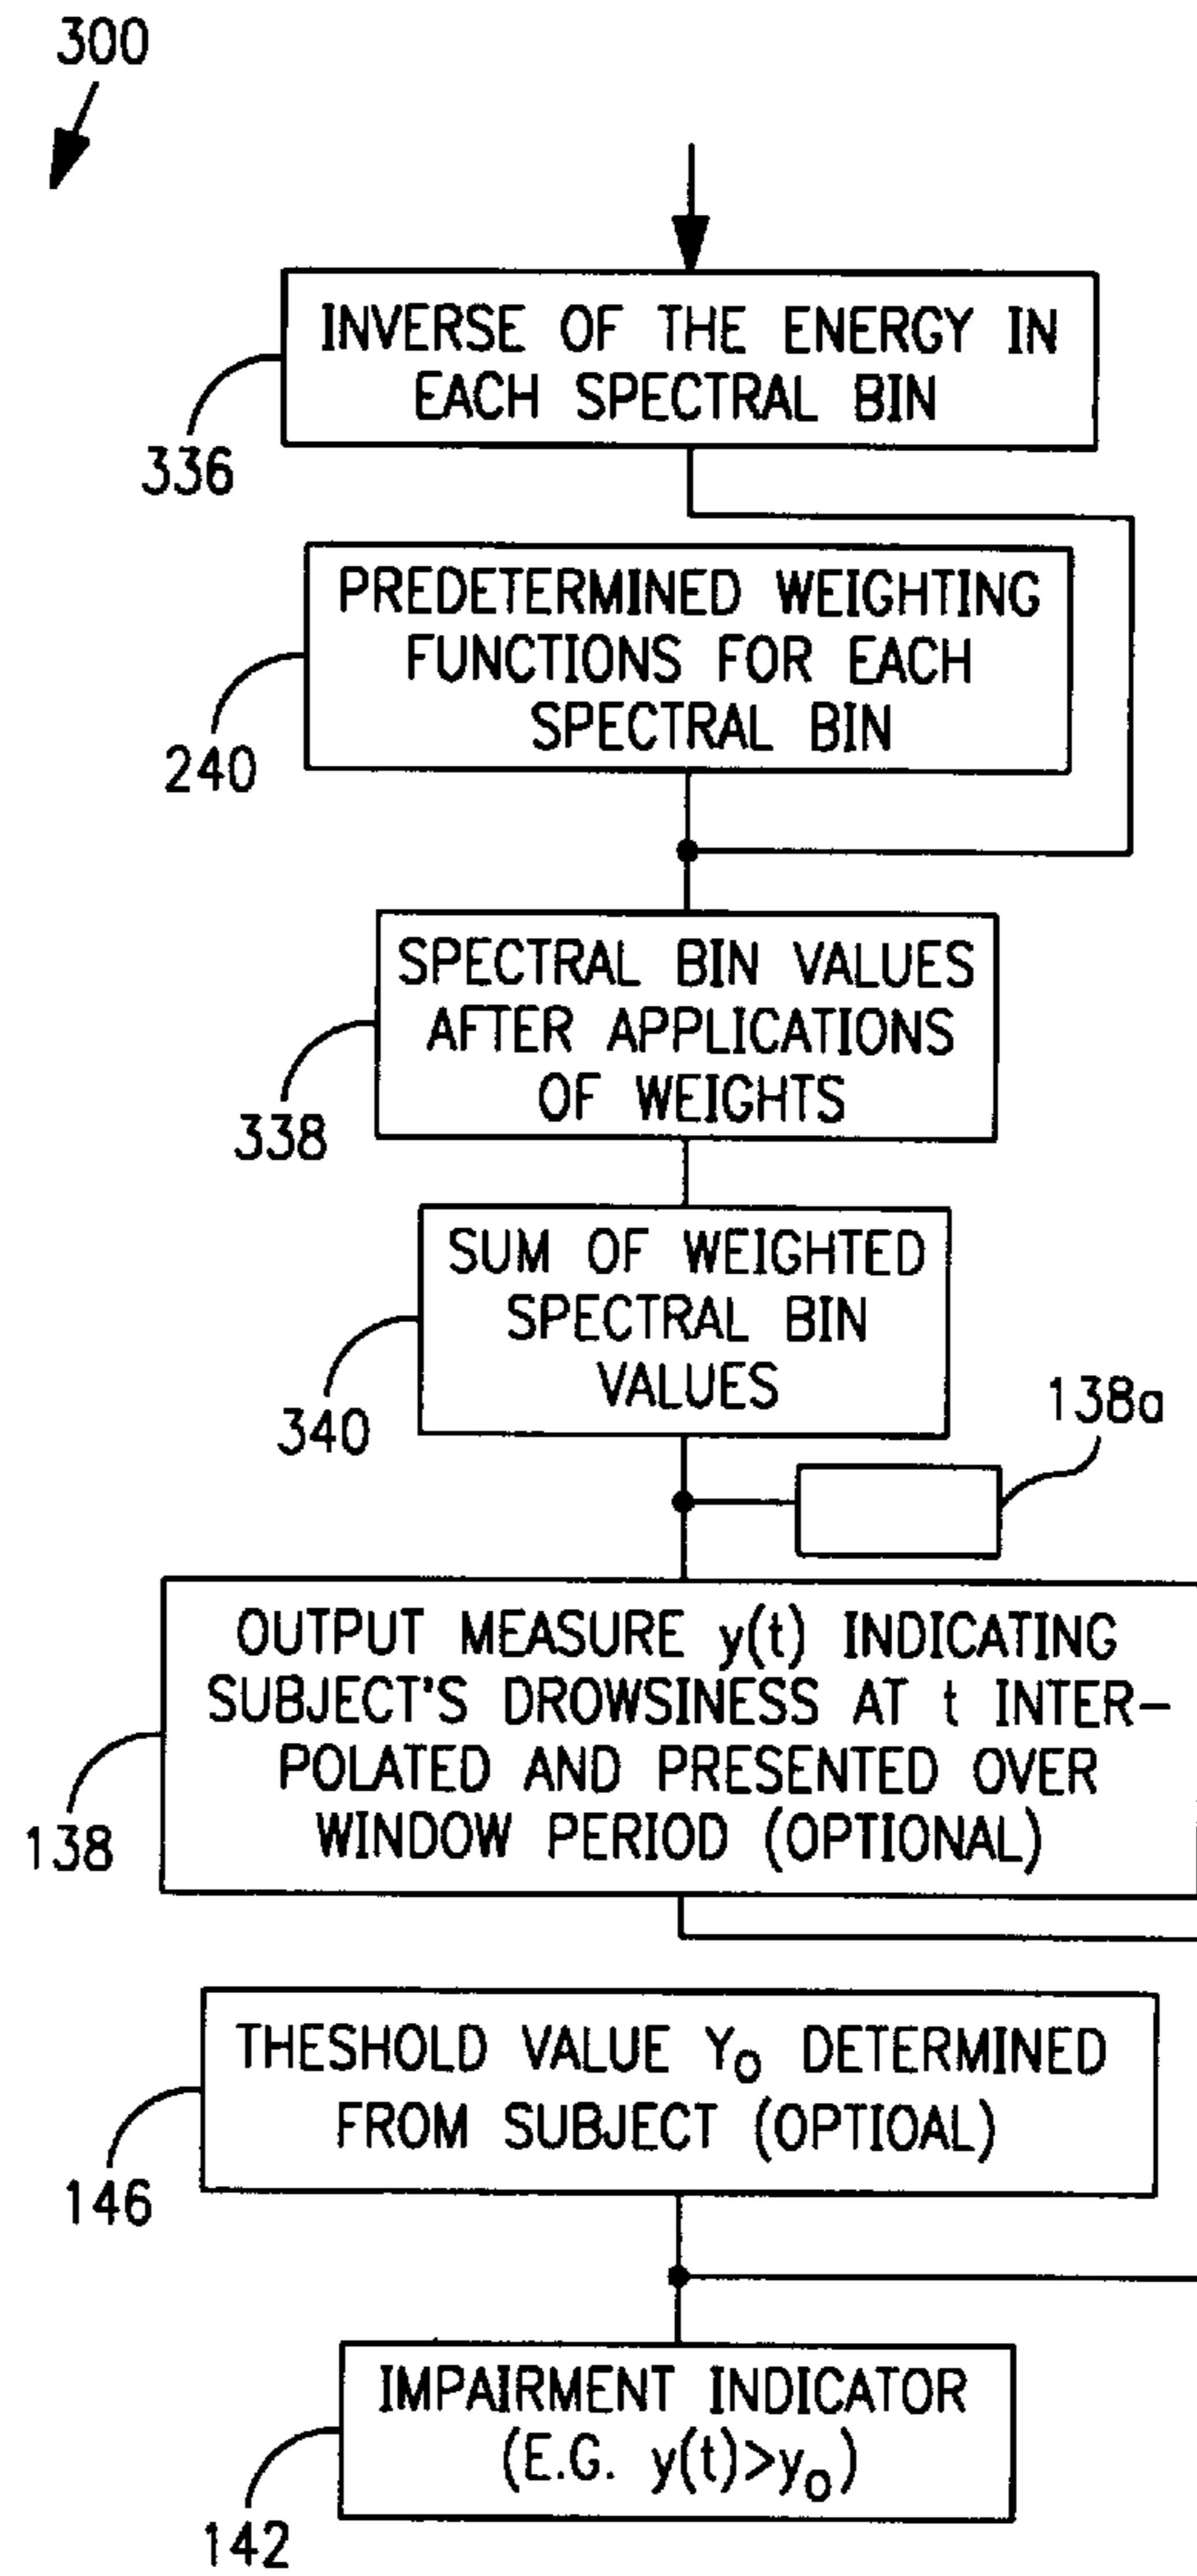 300
INVERSE OF THE ENERGY IN
EACH SPECTRAL BIN
336
PREDETERMINED WEIGHTING
FUNCTIONS FOR EACH
SPECTRAL BIN
240
SPECTRAL BIN VALUES
AFTER APPLICATIONS
OF WEIGHTS
338
SUM OF WEIGHTED
SPECTRAL BIN
VALUES
340
138a
OUTPUT MEASURE y(t) INDICATING
SUBJECT'S DROWSINESS AT t INTER-
POLATED AND PRESENTED OVER
WINDOW PERIOD (OPTIONAL)
138
THESHOLD VALUE Y₀ DETERMINED
FROM SUBJECT (OPTIOAL)
146
IMPAIRMENT INDICATOR
(E.G. y(t)>y₀)
142